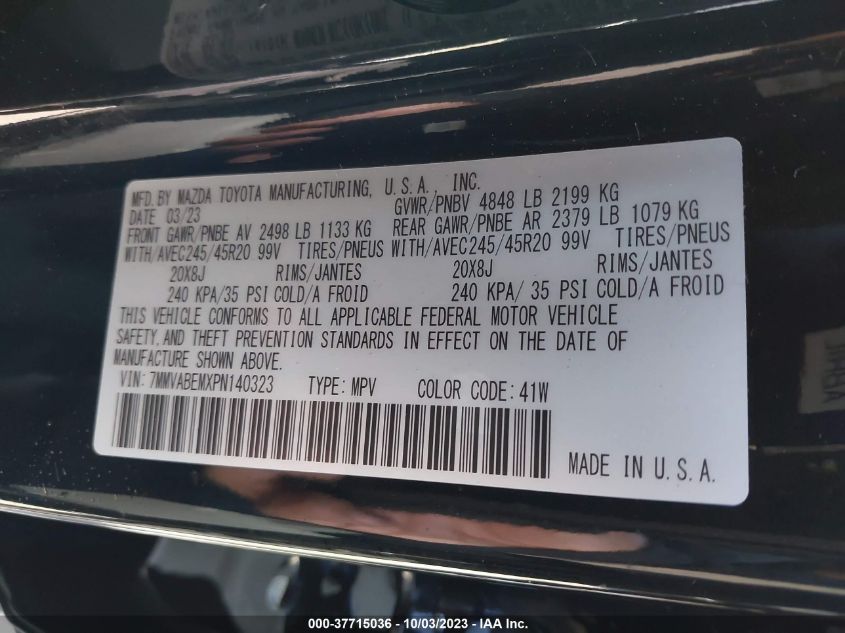 MFD. BY MAZDA TOYOTA MANUFACTURING, U.S.A., INC.
DATE 03/23 GVWR/PNBV 4848 LB 2199 KG
FRONT GAWR/PNBE AV 2498 LB 1133 KG REAR GAWR/PNBE AR 2379 LB 1079 KG
WITH/AVEC245/45R20 99V TIRES/PNEUS WITH/AVEC245/45R20 99V TIRES/PNEUS
20X8J RIMS/JANTES 20X8J RIMS/JANTES
240 KPA/35 PSI COLD/A FROID 240 KPA/ 35 PSI COLD/A FROID
THIS VEHICLE CONFORMS TO ALL APPLICABLE FEDERAL MOTOR VEHICLE
SAFETY, AND THEFT PREVENTION STANDARDS IN EFFECT ON THE DATE OF
MANUFACTURE SHOWN ABOVE.
VIN: 7MMVABEMXPN140323 TYPE: MPV COLOR CODE: 41W
MADE IN U.S.A.
000-37715036 - 10/03/2023 - IAA Inc.